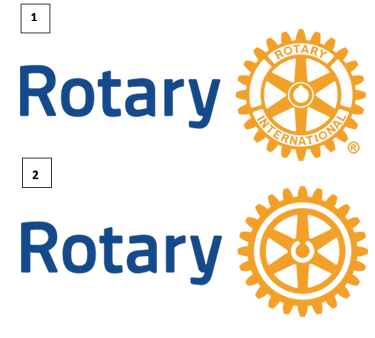 1
Rotary
ROTARY
INTERNATIONAL
®
2
Rotary